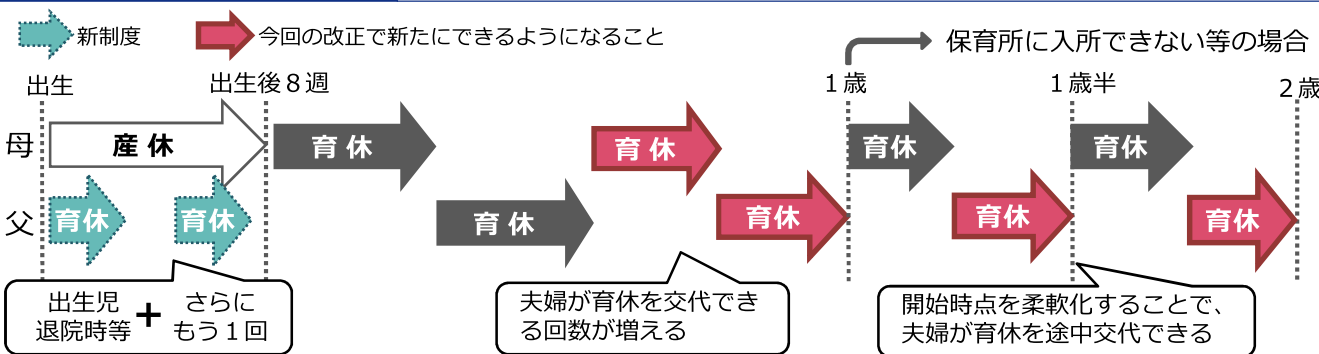 新制度
今回の改正で新たにできるようになること
保育所に入所できない等の場合
出生
出生後８週
１歳
１歳半
２歳
母
産休
育休
育休
育休
育休
父
育休
育休
育休
育休
育休
育休
出生児
退院時等
+
さらに
もう１回
夫婦が育休を交代でき
る回数が増える
開始時点を柔軟化することで、
夫婦が育休を途中交代できる